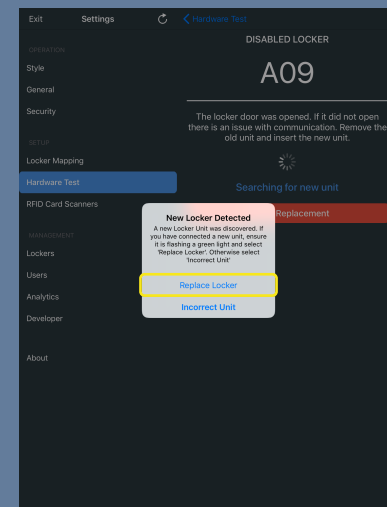 Exit
Settings
Hardware Test
OPERATION
Style
General
Security
SETUP
Locker Mapping
Hardware Test
RFID Card Scanners
MANAGEMENT
Lockers
Users
Analytics
Developer
About
DISABLED LOCKER
A09
The locker door was opened. If it did not open
there is an issue with communication. Remove the
old unit and insert the new unit.
Searching for new unit
Replacement
New Locker Detected
A new Locker Unit was discovered. If
you have connected a new unit, ensure
it is flashing a green light and select
'Replace Locker'. Otherwise select
'Incorrect Unit'
Replace Locker
Incorrect Unit